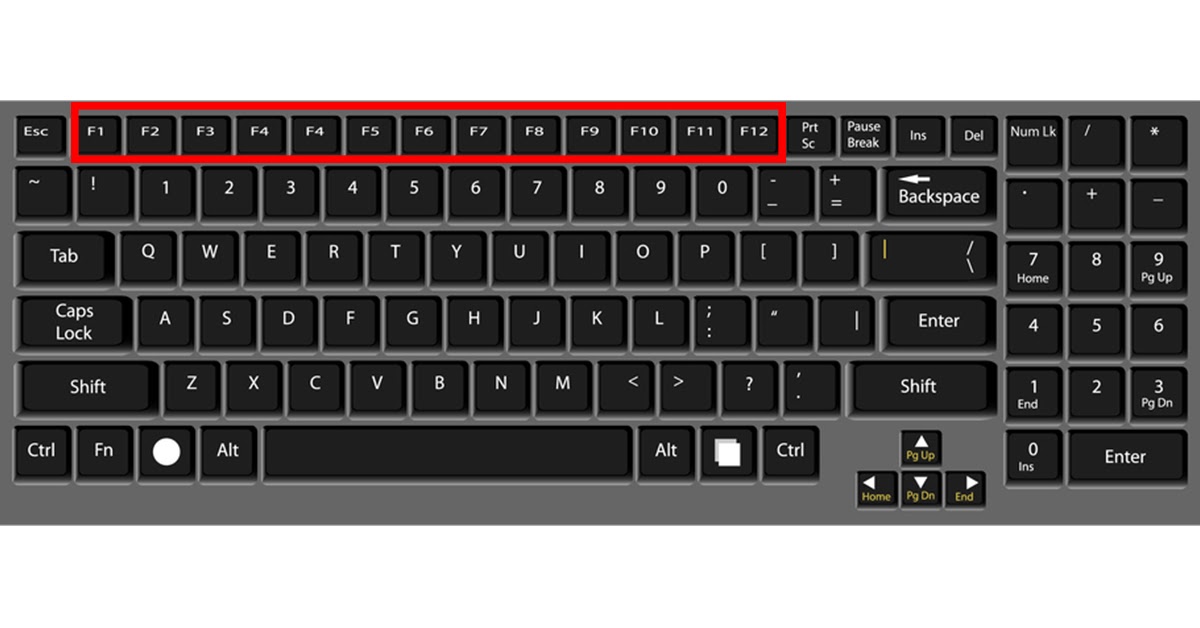 Esc F1 F2 F3 F4 F4 F5 F6 F7 F8 F9 F10 F11 F12 Prt Sc Pause Break Ins Del Num Lk / *
~ ! 1 2 3 4 5 6 7 8 9 0 - _ + = Backspace . + –
Tab Q W E R T Y U I O P [ ] | / \ 7 Home 8 9 Pg Up
Caps Lock A S D F G H J K L ; : “ | Enter 4 5 6
Shift Z X C V B N M < > ? ' . Shift 1 End 2 3 Pg Dn
Ctrl Fn Alt Alt Ctrl Pg Up 0 Ins Enter
Home Pg Dn End